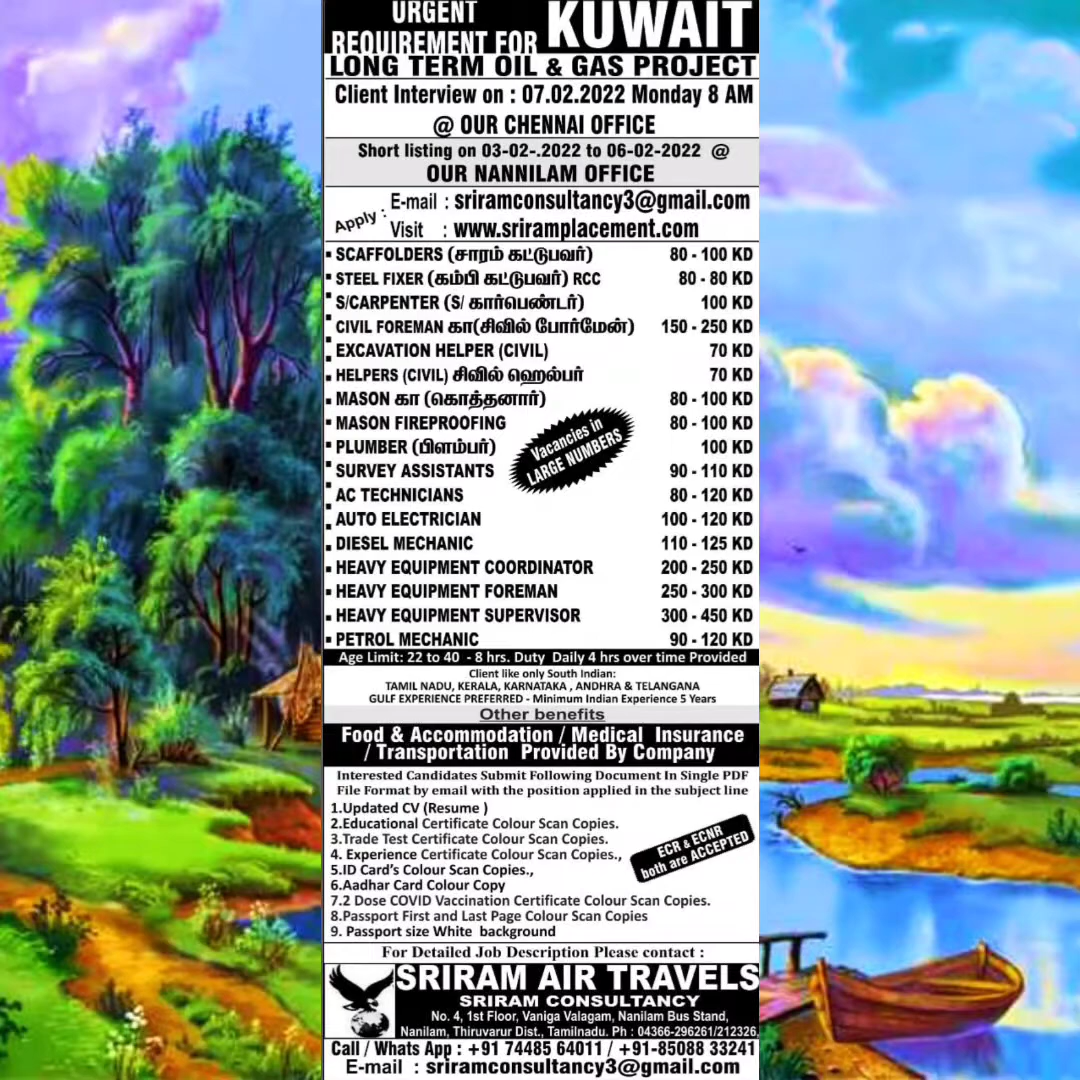 URGENT
REQUIREMENT FOR KUWAIT
LONG TERM OIL & GAS PROJECT
Client Interview on : 07.02.2022 Monday 8 AM
@ OUR CHENNAI OFFICE
Short listing on 03-02-.2022 to 06-02-2022 @
OUR NANNILAM OFFICE
Apply : E-mail : sriramconsultancy3@gmail.com
Visit : www.sriramplacement.com
SCAFFOLDERS (சாரம் கட்டுபவர்) 80 - 100 KD
STEEL FIXER (கம்பி கட்டுபவர்) RCC 80 - 80 KD
S/CARPENTER (S/ கார்பெண்டர்) 100 KD
CIVIL FOREMAN கா(சிவில் போர்மேன்) 150 - 250 KD
EXCAVATION HELPER (CIVIL) 70 KD
HELPERS (CIVIL) சிவில் ஹெல்பர் 70 KD
MASON கா (கொத்தனார்) 80 - 100 KD
MASON FIREPROOFING 80 - 100 KD
PLUMBER (பிளம்பர்) 100 KD
Vacancies in
LARGE NUMBERS
SURVEY ASSISTANTS 90 - 110 KD
AC TECHNICIANS 80 - 120 KD
AUTO ELECTRICIAN 100 - 120 KD
DIESEL MECHANIC 110 - 125 KD
HEAVY EQUIPMENT COORDINATOR 200 - 250 KD
HEAVY EQUIPMENT FOREMAN 250 - 300 KD
HEAVY EQUIPMENT SUPERVISOR 300 - 450 KD
PETROL MECHANIC 90 - 120 KD
Age Limit: 22 to 40 - 8 hrs. Duty Daily 4 hrs over time Provided
Client like only South Indian:
TAMIL NADU, KERALA, KARNATAKA , ANDHRA & TELANGANA
GULF EXPERIENCE PREFERRED - Minimum Indian Experience 5 Years
Other benefits
Food & Accommodation / Medical Insurance
/ Transportation Provided By Company
Interested Candidates Submit Following Document In Single PDF
File Format by email with the position applied in the subject line
1.Updated CV (Resume )
2.Educational Certificate Colour Scan Copies.
3.Trade Test Certificate Colour Scan Copies.
4. Experience Certificate Colour Scan Copies.,
5.ID Card's Colour Scan Copies.,
6.Aadhar Card Colour Copy
ECR & ECNR
both are ACCEPTED
7.2 Dose COVID Vaccination Certificate Colour Scan Copies.
8.Passport First and Last Page Colour Scan Copies
9. Passport size White background
For Detailed Job Description Please contact :
SRIRAM AIR TRAVELS
SRIRAM CONSULTANCY
No. 4, 1st Floor, Vaniga Valagam, Nanilam Bus Stand,
Nanilam, Thiruvarur Dist., Tamilnadu. Ph : 04366-296261/212326,
Call / Whats App : +91 74485 64011 / +91-85088 33241
E-mail : sriramconsultancy3@gmail.com